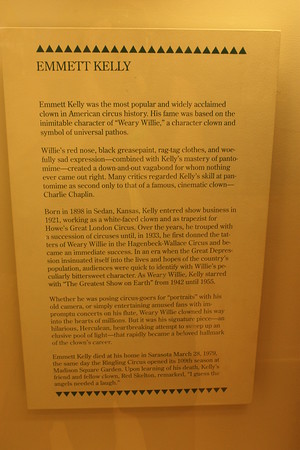 EMMETT KELLY
Emmett Kelly was the most popular and widely acclaimed
clown in American circus history. His fame was based on the
inimitable character of "Weary Willie," a character clown and
symbol of universal pathos.
Willie's red nose, black greasepaint, rag-tag clothes, and woe-
fully sad expression—combined with Kelly's mastery of panto-
mime—created a down-and-out vagabond for whom nothing
ever came out right. Many critics regarded Kelly's skill at pan-
tomime as second only to that of a famous, cinematic clown—
Charlie Chaplin.
Born in 1898 in Sedan, Kansas, Kelly entered show business in
1921, working as a white-faced clown and as trapeist for
Howe's Great London Circus. Over the years, he trouped with
a succession of circuses until, in 1933, he first donned the tat-
ters of Weary Willie in the Hagenbeck-Wallace Circus and be-
came an immediate success. In an era when the Great Depres-
sion insinuated itself into the lives and hopes of the country's
population, audiences were quick to identify with Willie's pe-
culiarly bittersweet character. As Weary Willie, Kelly starred
with "The Greatest Show on Earth" from 1942 until 1955.
Whether he was posing circus-goers for "portraits" with his
old camera, or simply entertaining amused fans with im-
promptu concerts on his flute, Weary Willie clowned his way
into the hearts of millions. But it was his signature piece—an
hilarious, Herculean, heartbreaking attempt to sweep up an
elusive pool of light—that rapidly became a beloved hallmark
of the clown's career.
Emmett Kelly died at his home in Sarasota March 28, 1979,
the same day the Ringling Circus opened its 109th season at
Madison Square Garden. Upon learning of his death, Kelly's
friend and fellow clown, Red Skelton, remarked, "I guess the
angels needed a laugh."